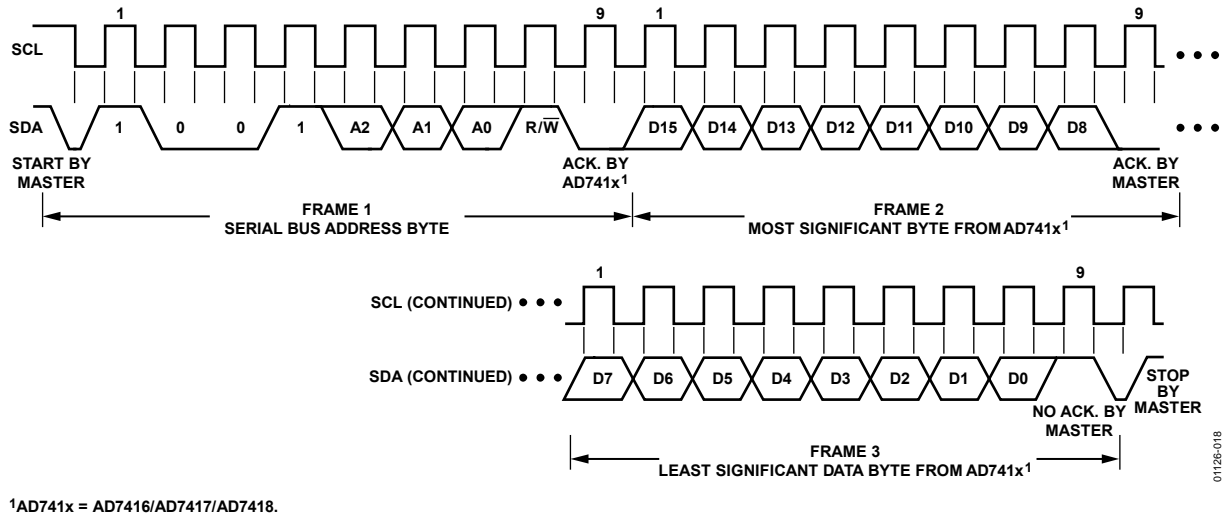 1 9 1 9
SCL
SDA 1 0 0 1 A2 A1 A0 R/W̅ D15 D14 D13 D12 D11 D10 D9 D8
START BY
MASTER
ACK. BY
AD741x1
ACK. BY
MASTER
FRAME 1
SERIAL BUS ADDRESS BYTE
FRAME 2
MOST SIGNIFICANT BYTE FROM AD741x1
1 9
SCL (CONTINUED)
SDA (CONTINUED) D7 D6 D5 D4 D3 D2 D1 D0
NO ACK. BY
MASTER
STOP
BY
MASTER
FRAME 3
LEAST SIGNIFICANT DATA BYTE FROM AD741x1
01126-018
1AD741x = AD7416/AD7417/AD7418.